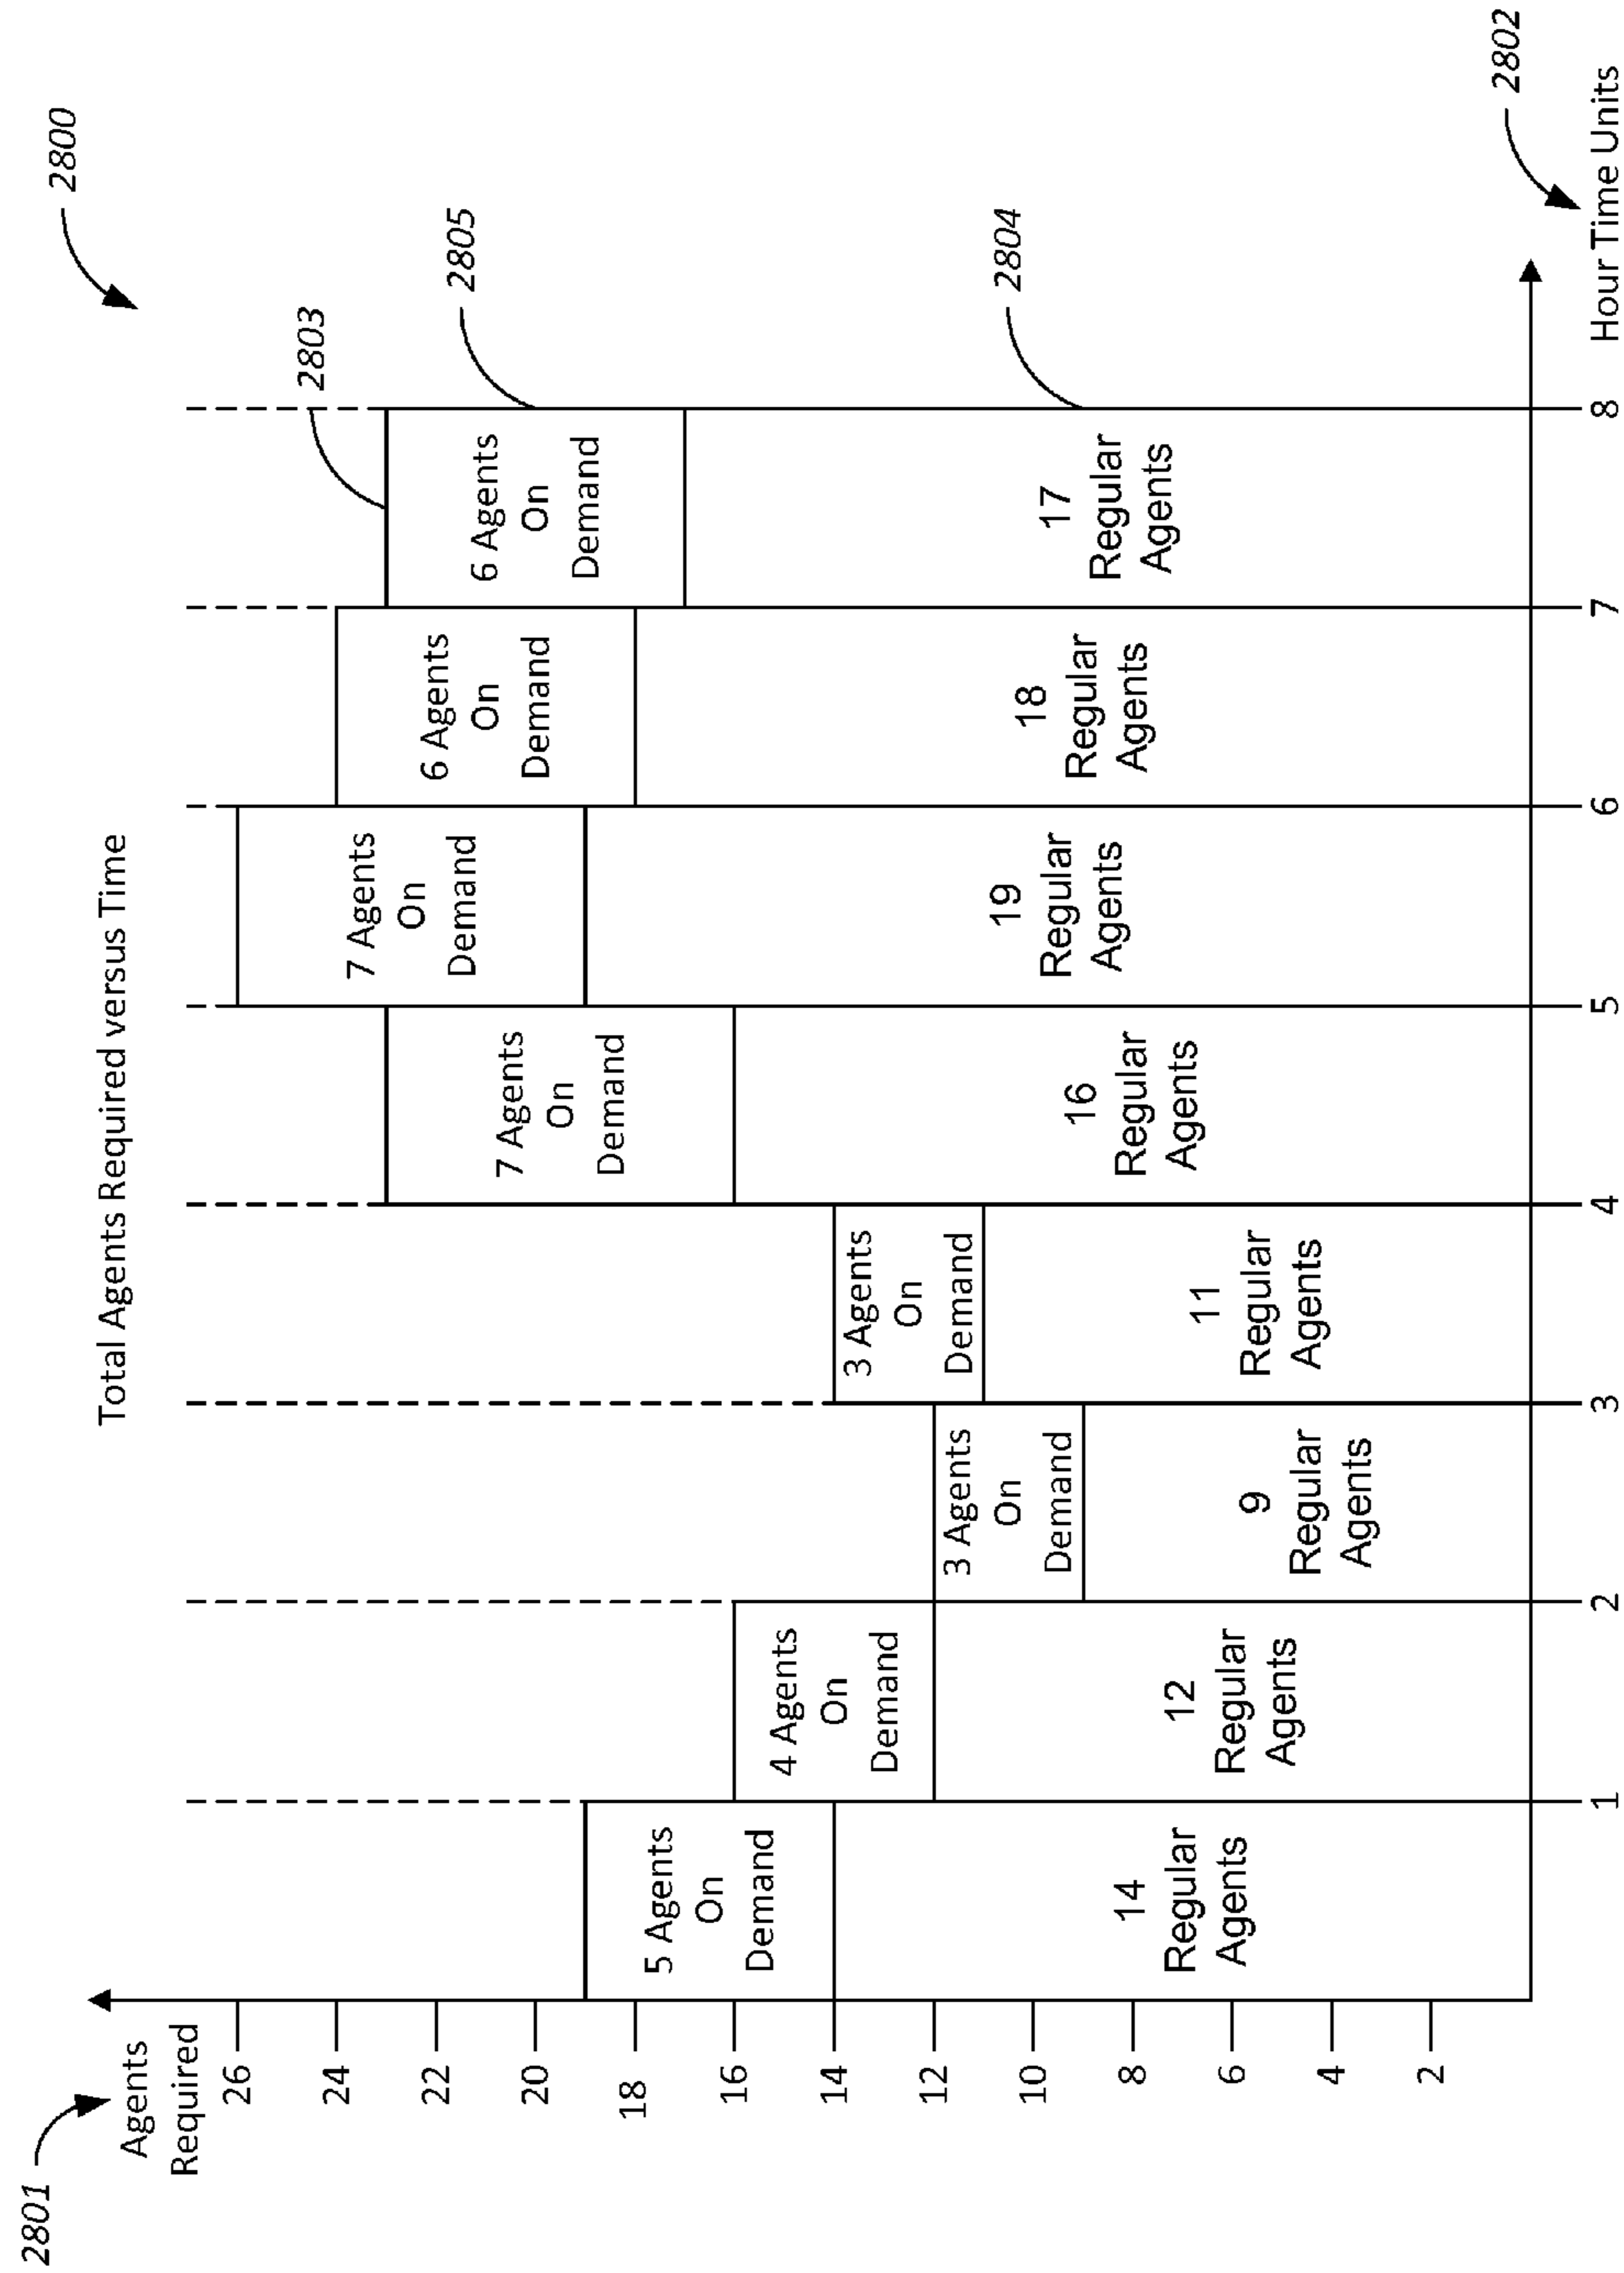 Total Agents Required versus Time
2800
2801
Agents
Required
26
24
22
20
18
16
14
12
10
8
6
4
2
5 Agents
On
Demand
14
Regular
Agents
4 Agents
On
Demand
12
Regular
Agents
3 Agents
On
Demand
9
Regular
Agents
3 Agents
On
Demand
11
Regular
Agents
7 Agents
On
Demand
16
Regular
Agents
7 Agents
On
Demand
19
Regular
Agents
6 Agents
On
Demand
18
Regular
Agents
6 Agents
On
Demand
17
Regular
Agents
2803
2805
2804
1
2
3
4
5
6
7
8
Hour Time Units
2802